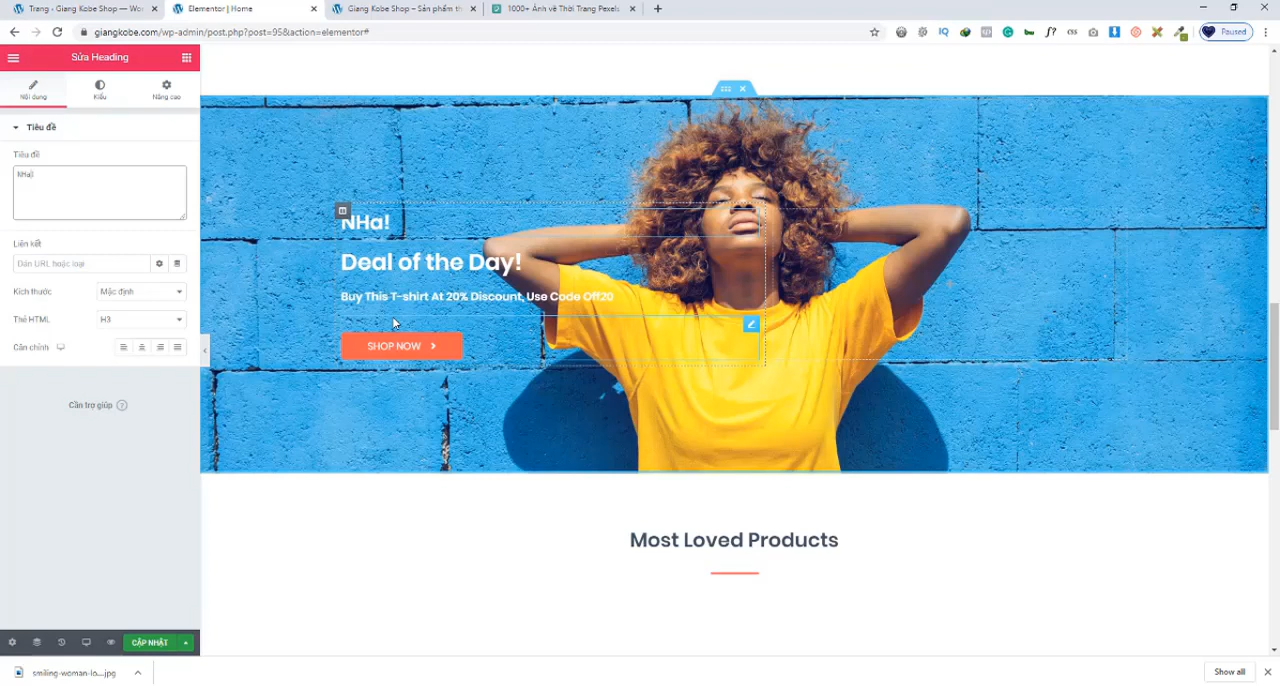 Trang ‹ Giang Kobe Shop — Wor
Elementor | Home
Giang Kobe Shop – Sản phẩm th
1000+ Ảnh về Thời Trang Pexels
giangkobe.com/wp-admin/post.php?post=95&action=elementor#
Paused
Sửa Heading
Nội dung
Kiểu
Nâng cao
Tiêu đề
Tiêu đề
NHa!
Liên kết
Dán URL hoặc loại
Kích thước
Mặc định
Thẻ HTML
H3
Căn chỉnh
Cần trợ giúp
CẬP NHẬT
NHa!
Deal of the Day!
Buy This T-shirt At 20% Discount, Use Code Off20
SHOP NOW
Most Loved Products
smiling-woman-lo....jpg
Show all